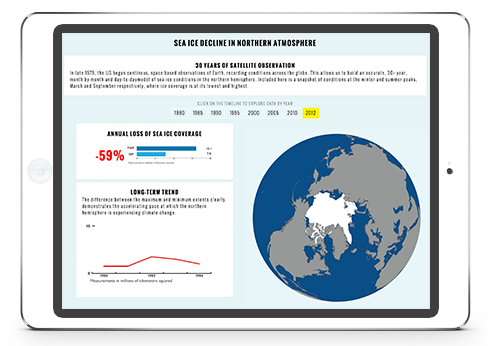 SEA ICE DECLINE IN NORTHERN ATMOSPHERE
30 YEARS OF SATELLITE OBSERVATION
In late 1979, the US began continous, space based observations of Earth, recording conditions across the globe. This allows us to build an accurate, 30+ year,
month by month and day-to-daymodel of sea ice conditions in the northern hemisphere. Included here is a snapshot of conditions at the winter and summer peaks,
March and September respectively, where ice coverage is at its lowest and highest.
CLICK ON THE TIMELINE TO EXPLORE DATA BY YEAR
1980 1985 1990 1995 2000 2005 2010 2012
ANNUAL LOSS OF SEA ICE COVERAGE
-59%
LONG-TERM TREND
The difference between the maximum and minimum extents clearly
demonstrates the accelerating pace at which the northern
hemisphere is experiencing climate change.
0
1980 1982 1984
Measurements in millions of kilometers squared